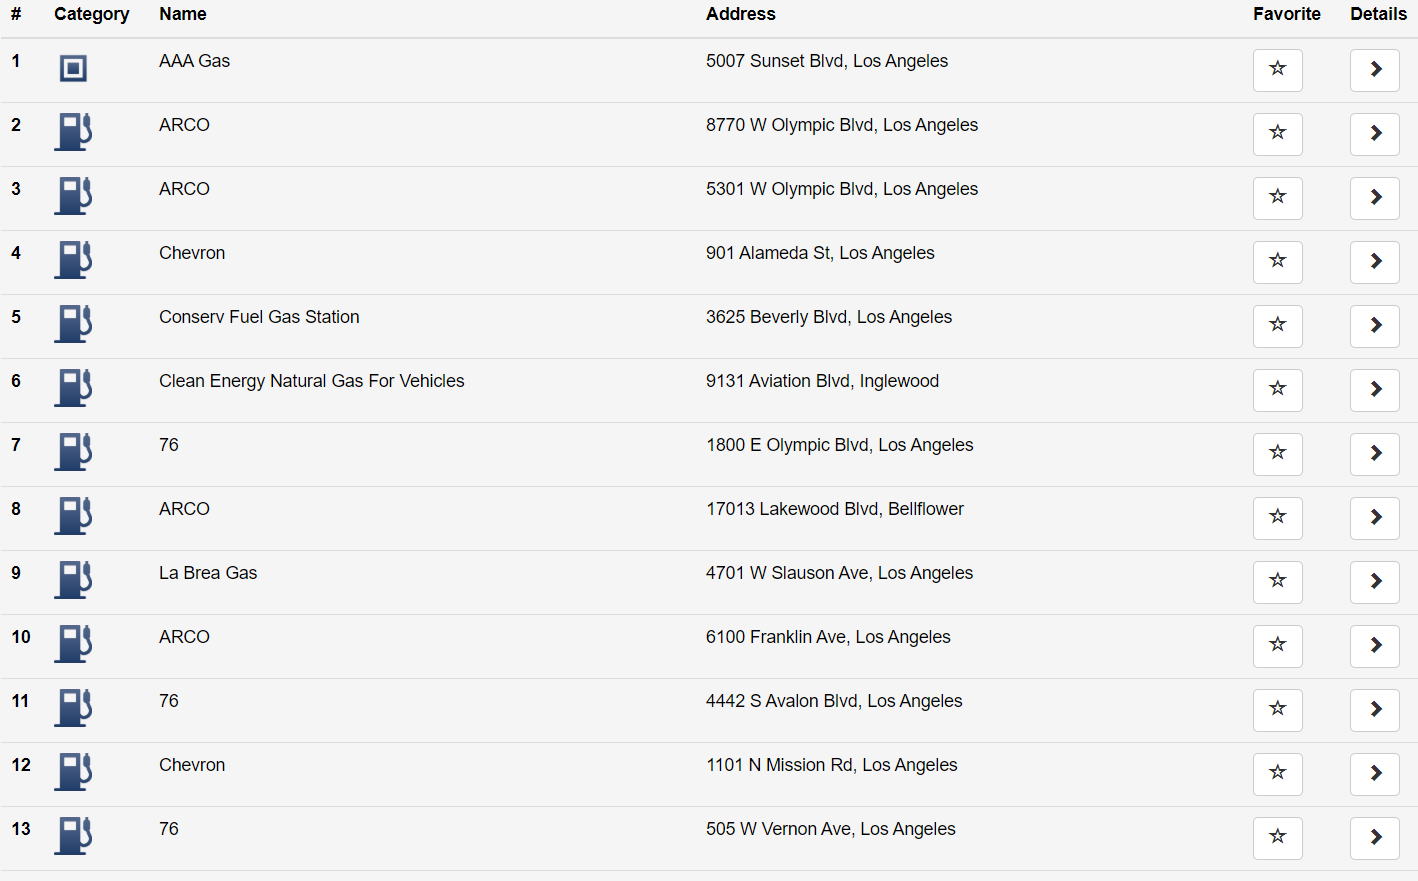 # Category Name Address Favorite Details
1 AAA Gas 5007 Sunset Blvd, Los Angeles
2 ARCO 8770 W Olympic Blvd, Los Angeles
3 ARCO 5301 W Olympic Blvd, Los Angeles
4 Chevron 901 Alameda St, Los Angeles
5 Conserv Fuel Gas Station 3625 Beverly Blvd, Los Angeles
6 Clean Energy Natural Gas For Vehicles 9131 Aviation Blvd, Inglewood
7 76 1800 E Olympic Blvd, Los Angeles
8 ARCO 17013 Lakewood Blvd, Bellflower
9 La Brea Gas 4701 W Slauson Ave, Los Angeles
10 ARCO 6100 Franklin Ave, Los Angeles
11 76 4442 S Avalon Blvd, Los Angeles
12 Chevron 1101 N Mission Rd, Los Angeles
13 76 505 W Vernon Ave, Los Angeles